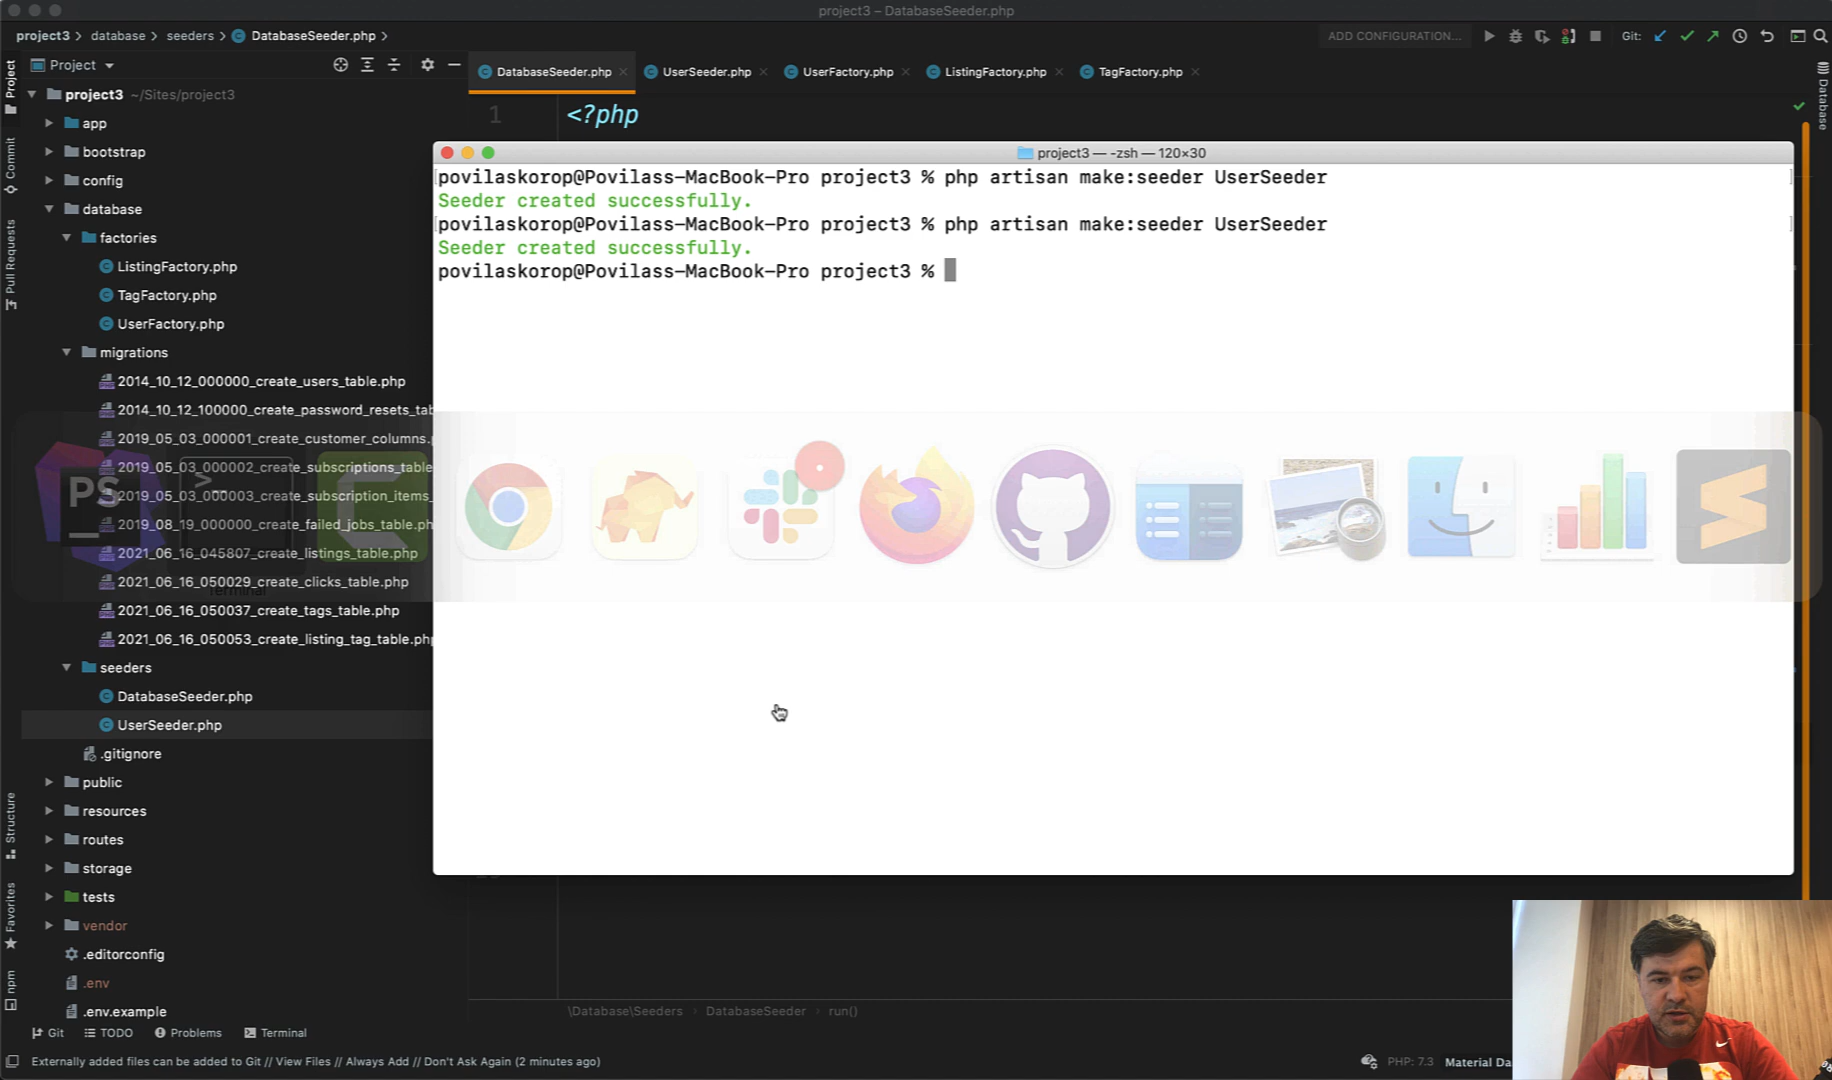 project3 – DatabaseSeeder.php
project3 > database > seeders > DatabaseSeeder.php >
ADD CONFIGURATION...
Git:
Project
DatabaseSeeder.php
UserSeeder.php
UserFactory.php
ListingFactory.php
TagFactory.php
Project
Commit
Pull Requests
Structure
Favorites
npm
Database
project3 ~/Sites/project3
app
bootstrap
config
database
factories
ListingFactory.php
TagFactory.php
UserFactory.php
migrations
2014_10_12_000000_create_users_table.php
2014_10_12_100000_create_password_resets_tab
2019_05_03_000001_create_customer_columns.
2019_05_03_000002_create_subscriptions_table
2019_05_03_000003_create_subscription_items_
2019_08_19_000000_create_failed_jobs_table.ph
2021_06_16_045807_create_listings_table.php
2021_06_16_050029_create_clicks_table.php
2021_06_16_050037_create_tags_table.php
2021_06_16_050053_create_listing_tag_table.php
seeders
DatabaseSeeder.php
UserSeeder.php
.gitignore
public
resources
routes
storage
tests
vendor
.editorconfig
.env
.env.example
1 <?php
project3 — -zsh — 120×30
povilaskorop@Povilass-MacBook-Pro project3 % php artisan make:seeder UserSeeder
Seeder created successfully.
povilaskorop@Povilass-MacBook-Pro project3 % php artisan make:seeder UserSeeder
Seeder created successfully.
povilaskorop@Povilass-MacBook-Pro project3 %
PS
Terminal
\Database\Seeders > DatabaseSeeder > run()
Git
TODO
Problems
Terminal
Externally added files can be added to Git // View Files // Always Add // Don't Ask Again (2 minutes ago)
PHP: 7.3
Material Da